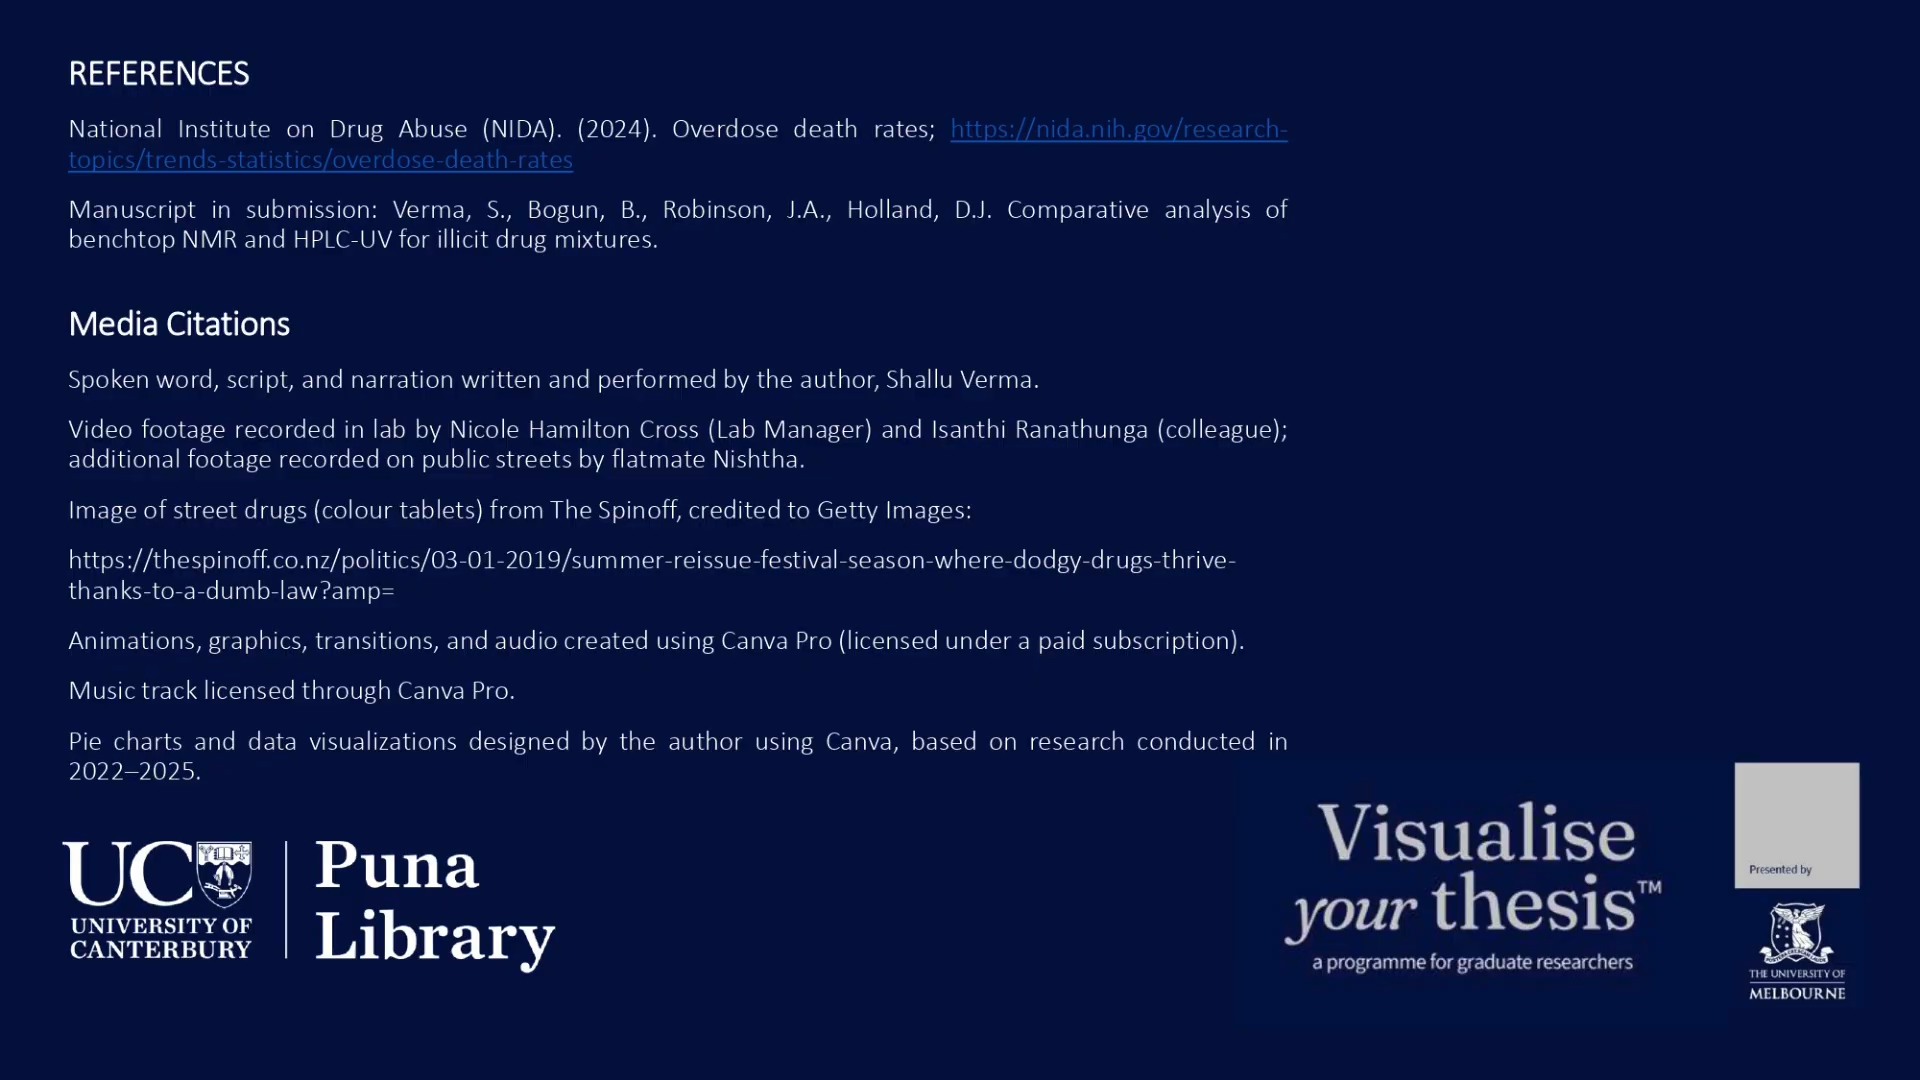 REFERENCES
National Institute on Drug Abuse (NIDA). (2024). Overdose death rates; https://nida.nih.gov/research-
topics/trends-statistics/overdose-death-rates
Manuscript in submission: Verma, S., Bogun, B., Robinson, J.A., Holland, D.J. Comparative analysis of
benchtop NMR and HPLC-UV for illicit drug mixtures.
Media Citations
Spoken word, script, and narration written and performed by the author, Shallu Verma.
Video footage recorded in lab by Nicole Hamilton Cross (Lab Manager) and Isanthi Ranathunga (colleague);
additional footage recorded on public streets by flatmate Nishtha.
Image of street drugs (colour tablets) from The Spinoff, credited to Getty Images:
https://thespinoff.co.nz/politics/03-01-2019/summer-reissue-festival-season-where-dodgy-drugs-thrive-
thanks-to-a-dumb-law?amp=
Animations, graphics, transitions, and audio created using Canva Pro (licensed under a paid subscription).
Music track licensed through Canva Pro.
Pie charts and data visualizations designed by the author using Canva, based on research conducted in
2022–2025.
UC
UNIVERSITY OF
CANTERBURY
Puna
Library
Visualise
your thesis™
a programme for graduate researchers
Presented by
THE UNIVERSITY OF
MELBOURNE